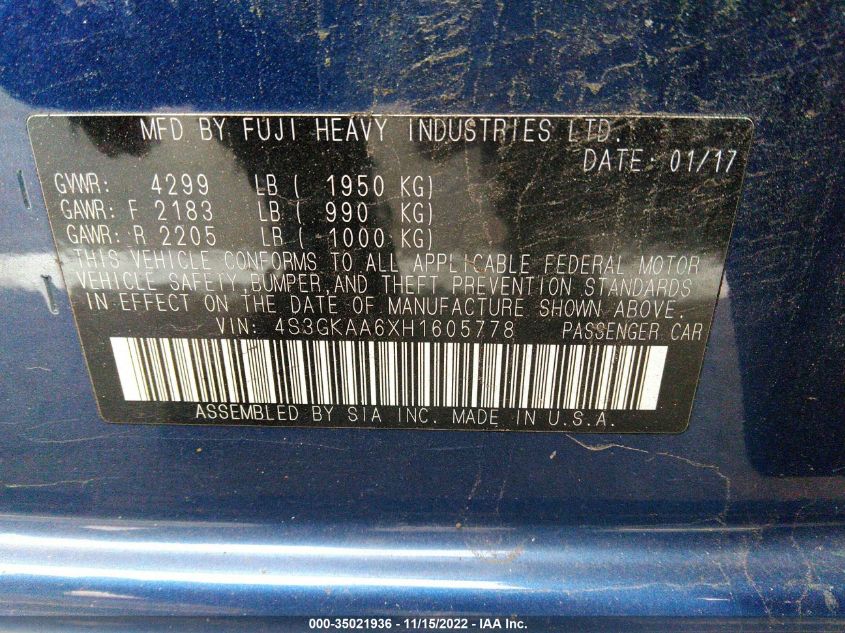 MFD BY FUJI HEAVY INDUSTRIES LTD.
DATE: 01/17
GVWR: 4299 LB ( 1950 KG)
GAWR: F 2183 LB ( 990 KG)
GAWR: R 2205 LB ( 1000 KG)
THIS VEHICLE CONFORMS TO ALL APPLICABLE FEDERAL MOTOR
VEHICLE SAFETY, BUMPER, AND THEFT PREVENTION STANDARDS
IN EFFECT ON THE DATE OF MANUFACTURE SHOWN ABOVE.
VIN: 4S3GKAA6XH1605778 PASSENGER CAR
ASSEMBLED BY SIA INC. MADE IN U.S.A.
000-35021936 - 11/15/2022 - IAA Inc.